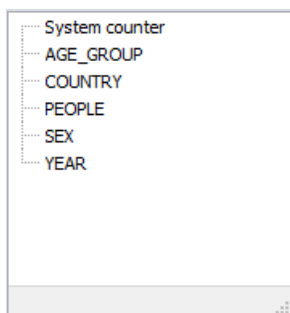 System counter
AGE_GROUP
COUNTRY
PEOPLE
SEX
YEAR